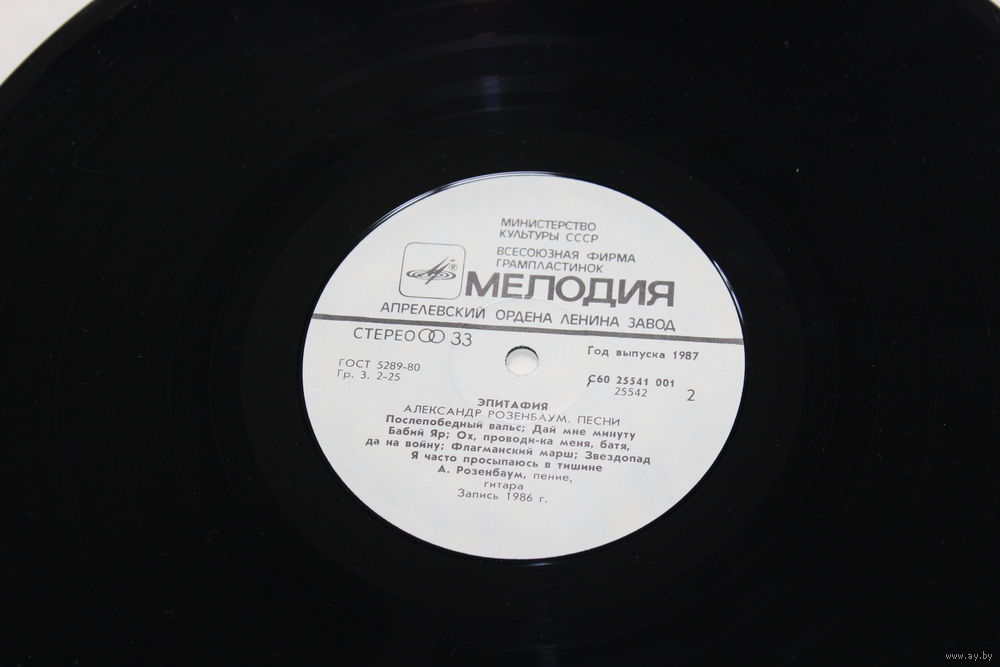 МИНИСТЕРСТВО
КУЛЬТУРЫ СССР
ВСЕСОЮЗНАЯ ФИРМА
ГРАМПЛАСТИНОК
®
МЕЛОДИЯ
АПРЕЛЕВСКИЙ ОРДЕНА ЛЕНИНА ЗАВОД
СТЕРЕО 33
Год выпуска 1987
ГОСТ 5289-80
Гр. 3. 2-25
С60 25541 001
25542
2
ЭПИТАФИЯ
АЛЕКСАНДР РОЗЕНБАУМ. ПЕСНИ
Послепобедный вальс; Дай мне минуту
Бабий Яр; Ох, проводи-ка меня, батя,
да на войну; Флагманский марш; Звездопад
Я часто просыпаюсь в тишине
А. Розенбаум, пение,
гитара
Запись 1986 г.
www.ay.by